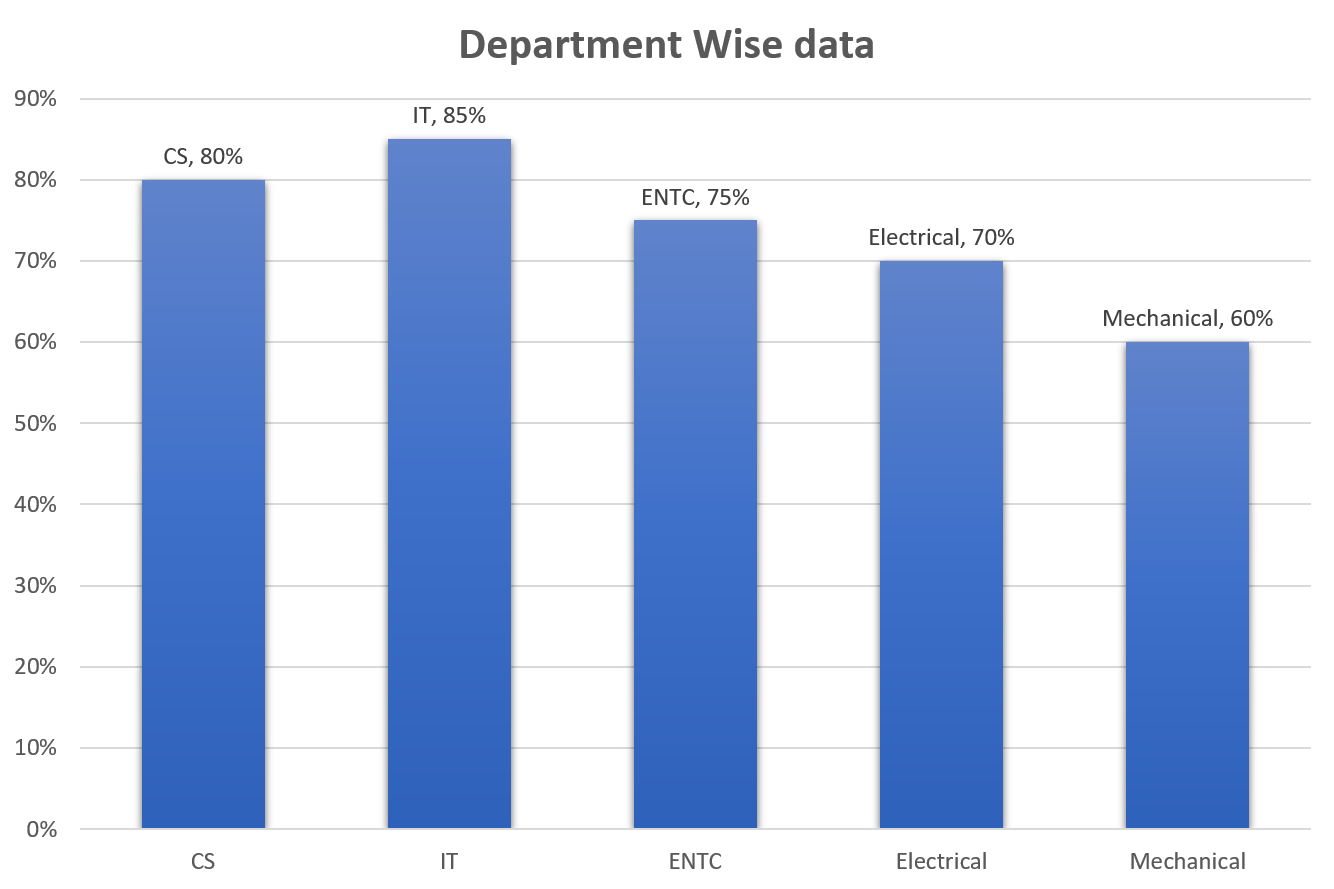 Department Wise data
90%
80%
70%
60%
50%
40%
30%
20%
10%
0%
CS, 80%
IT, 85%
ENTC, 75%
Electrical, 70%
Mechanical, 60%
CS
IT
ENTC
Electrical
Mechanical